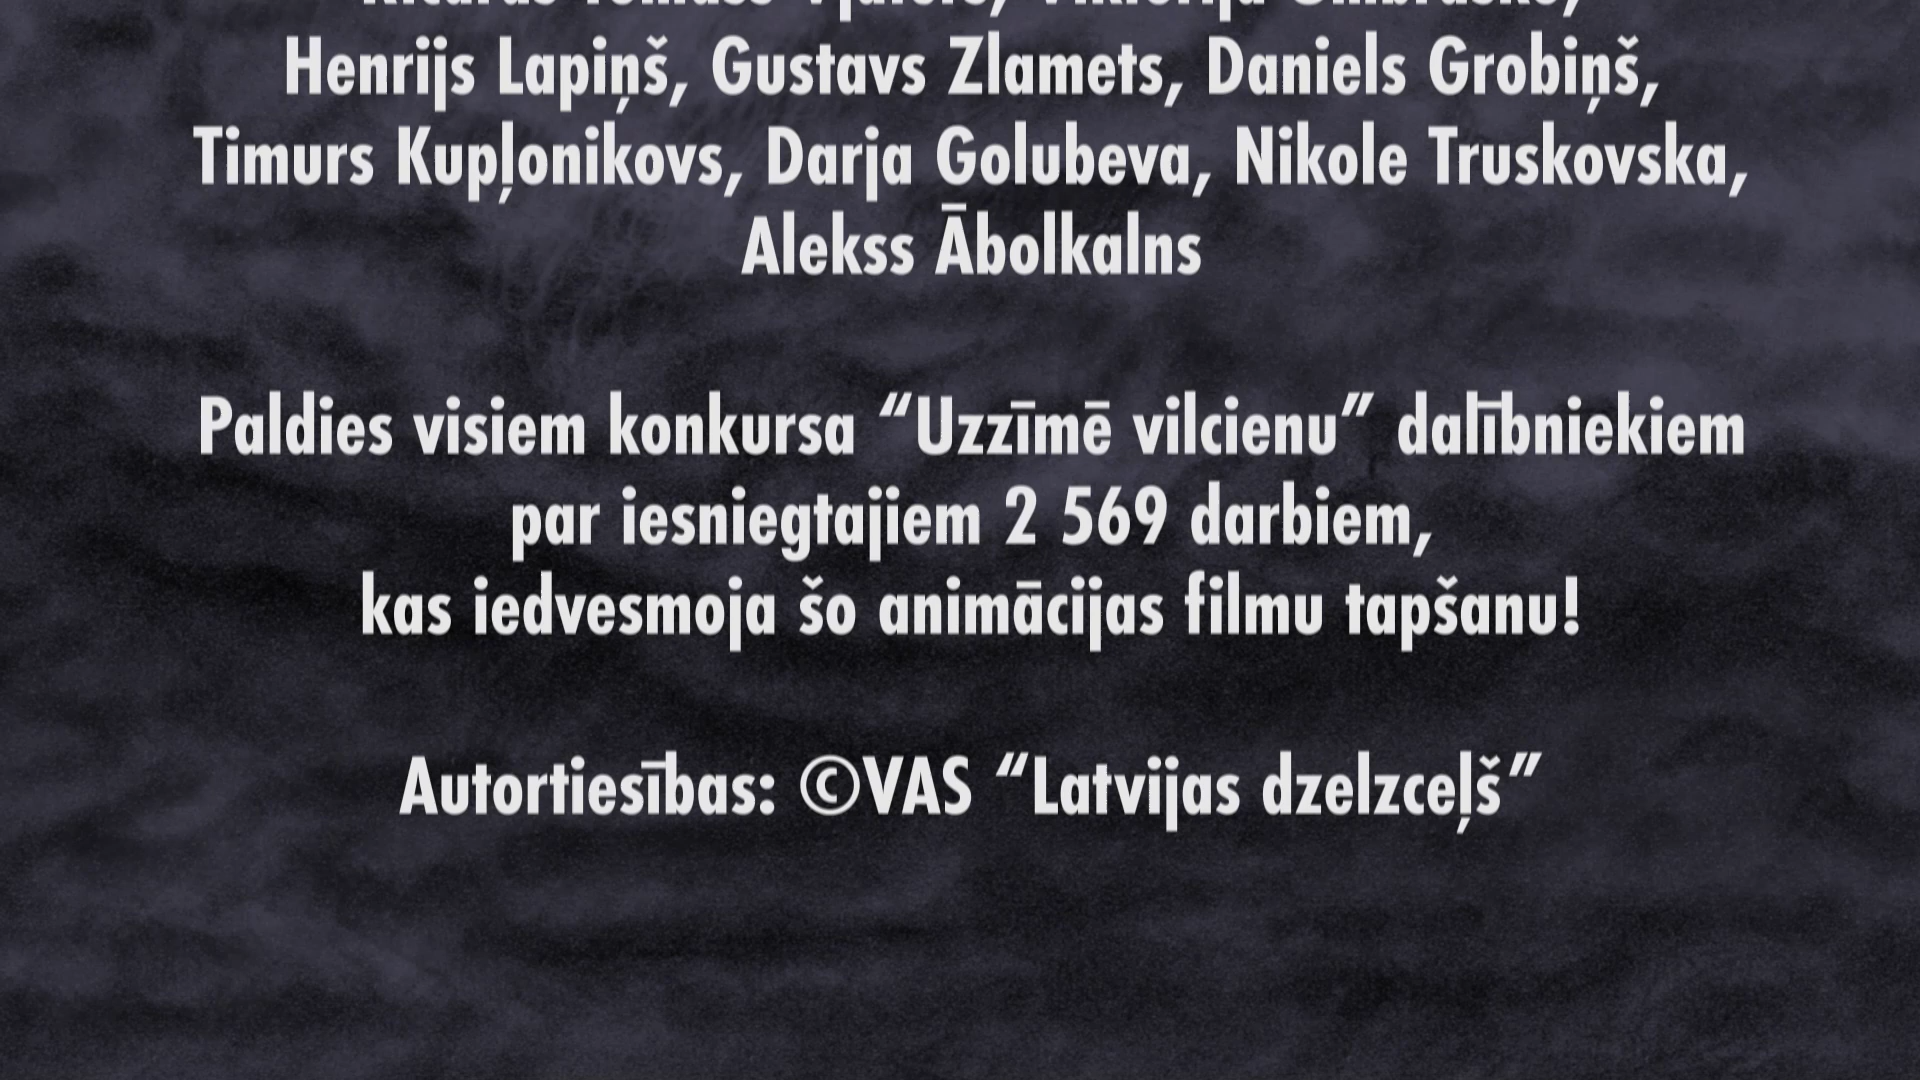 Henrijs Lapiņš, Gustavs Zlamets, Daniels Grobiņš,
Timurs Kupļonikovs, Darja Golubeva, Nikole Truskovska,
Alekss Ābolkalns
Paldies visiem konkursa “Uzzīmē vilcienu” dalībniekiem
par iesniegtajiem 2 569 darbiem,
kas iedvesmoja šo animācijas filmu tapšanu!
Autortiesības: ©VAS “Latvijas dzelzceļš”